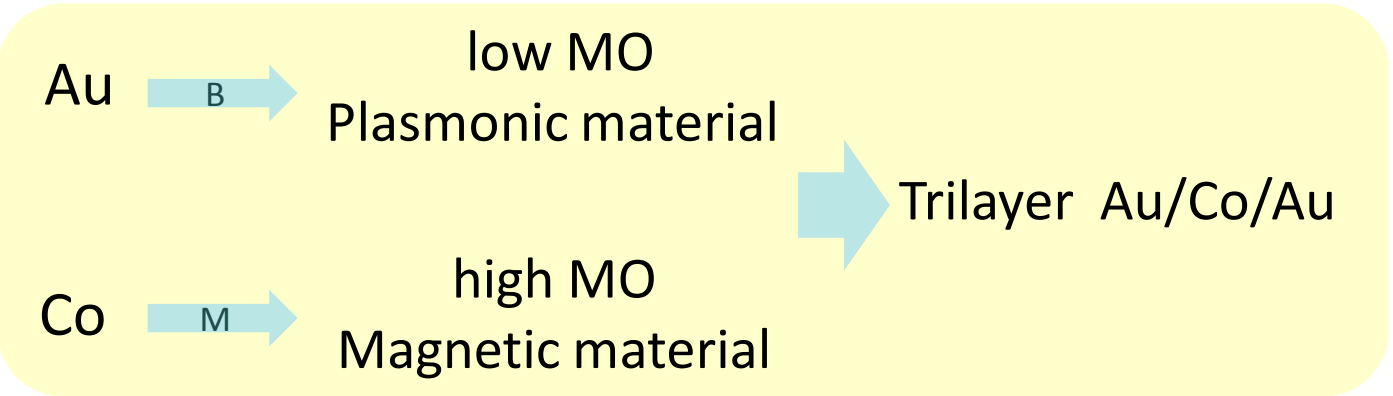 Au
B
low MO
Plasmonic material
Co
M
high MO
Magnetic material
Trilayer Au/Co/Au